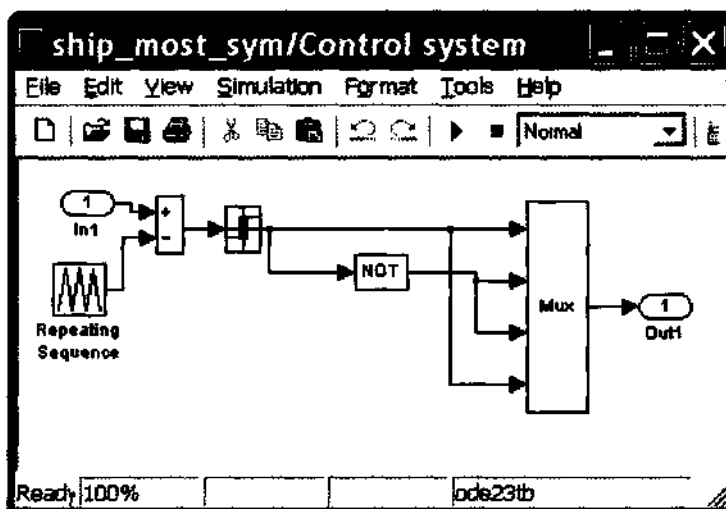 ship_most_sym/Control system
File Edit View Simulation Format Tools Help
Normal
1
In1
+
-
Repeating
Sequence
NOT
Mux
1
Out1
Ready 100% ode23tb